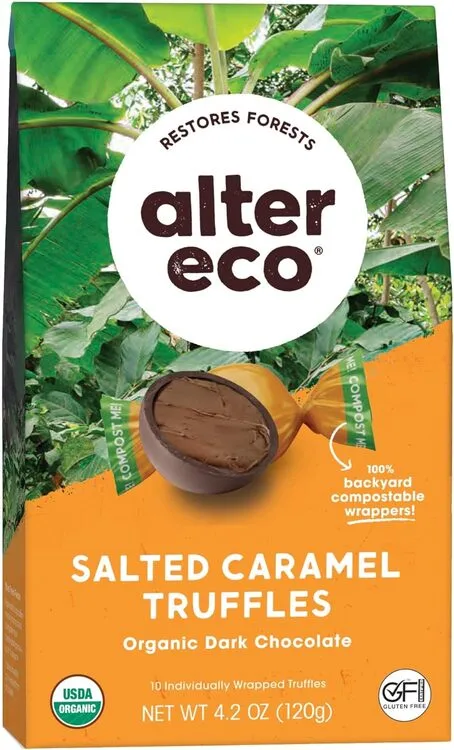 RESTORES FORESTS
alter
eco®
COMPOST ME!
ME! COMPOST
100%
backyard
compostable
wrappers!
SALTED CARAMEL
TRUFFLES
Organic Dark Chocolate
10 Individually Wrapped Truffles
NET WT 4.2 OZ (120g)
USDA
ORGANIC
GF
GLUTEN FREE